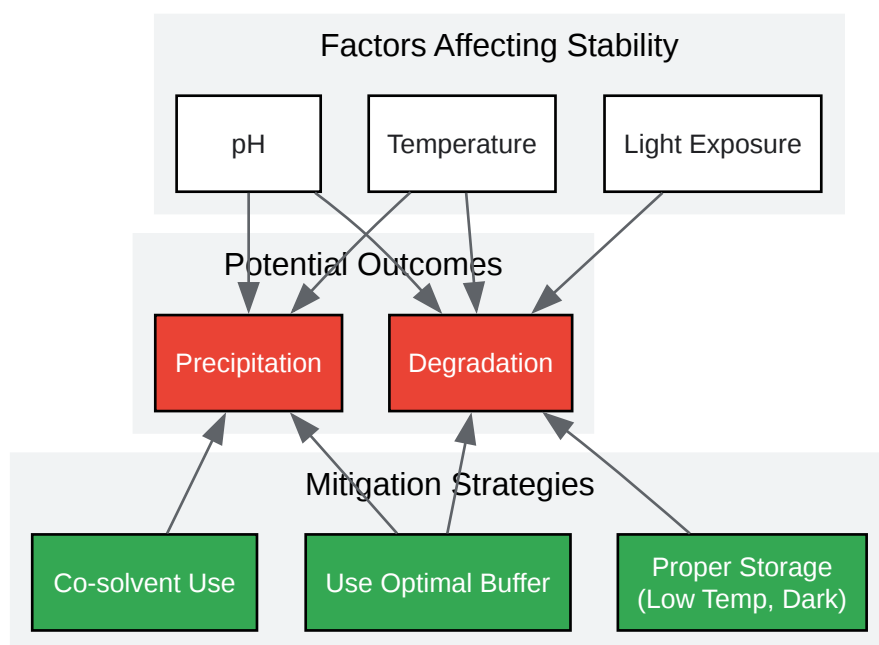 Factors Affecting Stability
pH
Temperature
Light Exposure
Potential Outcomes
Precipitation
Degradation
Mitigation Strategies
Co-solvent Use
Use Optimal Buffer
Proper Storage
(Low Temp, Dark)